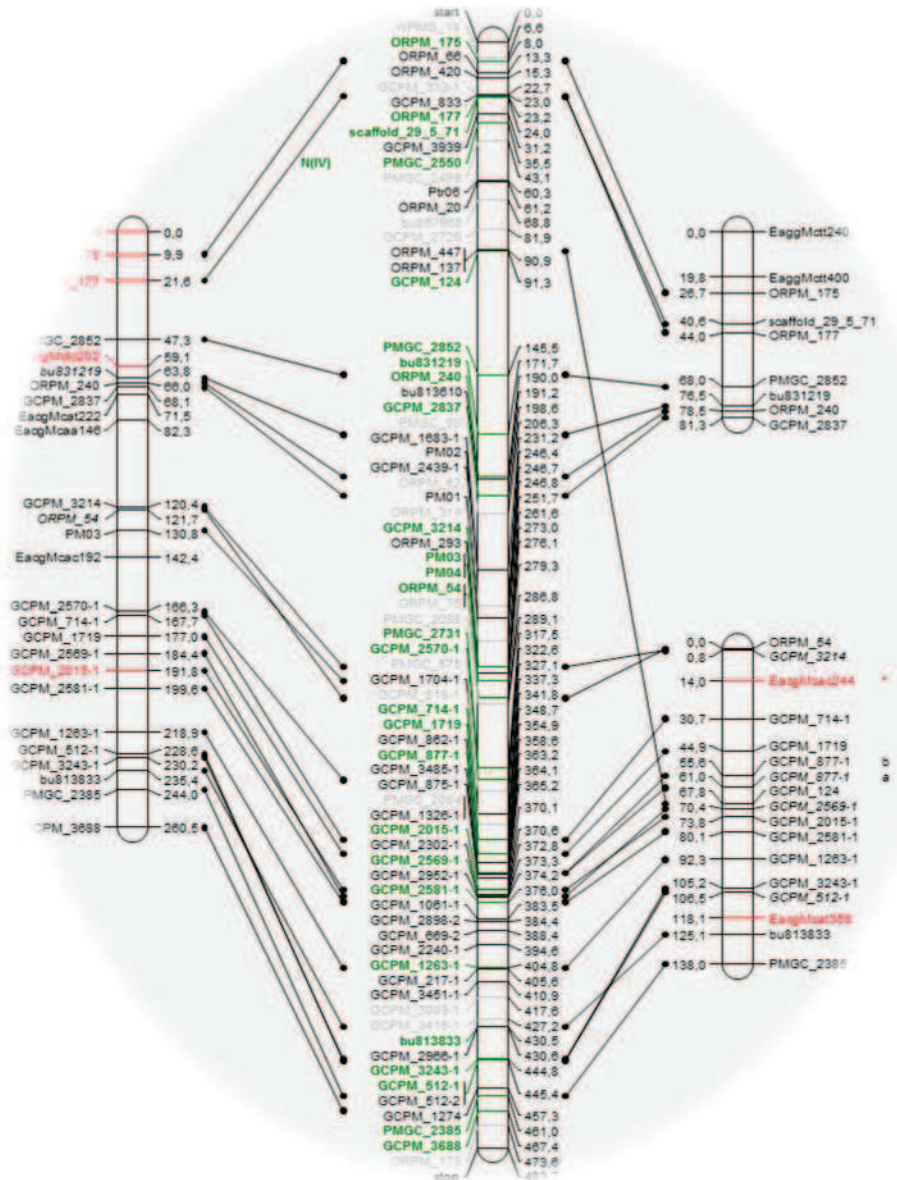 0,0
9,9
_177 21,6
PMGC_2852 47,3
59,1
bu831219 63,8
ORPM_240 66,0
GCPM_2837 68,1
EacgMcat222 71,5
EacgMcaa146 82,3
GCPM_3214 120,4
ORPM_54 121,7
PM03 130,8
EacgMcac192 142,4
GCPM_2570-1 166,3
GCPM_714-1 167,7
GCPM_1719 177,0
GCPM_2569-1 184,4
GCPM_2015-1 191,8
GCPM_2581-1 199,6
GCPM_1263-1 218,9
GCPM_512-1 228,6
GCPM_3243-1 230,2
bu813833 235,4
PMGC_2385 244,0
GCPM_3688 260,5
N(IV)
start 0,0
6,6
ORPM_175 8,0
ORPM_66 13,3
ORPM_420 15,3
22,7
GCPM_833 23,0
ORPM_177 23,2
scaffold_29_5_71 24,0
GCPM_3939 31,2
PMGC_2550 35,5
PMGC_2499 43,1
Ptr06 60,3
ORPM_20 61,2
68,8
GCPM_2729 81,9
ORPM_447 90,9
ORPM_137
GCPM_124 91,3
PMGC_2852 145,5
bu831219 171,7
ORPM_240 190,0
bu813610 191,2
GCPM_2837 198,6
206,3
GCPM_1683-1 231,2
PM02 246,4
GCPM_2439-1 246,7
ORPM_62 246,8
PM01 251,7
ORPM_314 261,6
GCPM_3214 273,0
ORPM_293 276,1
PM03 279,3
PM04
ORPM_54 286,8
ORPM_76
289,1
PMGC_2731 317,5
GCPM_2570-1 322,6
327,1
GCPM_1704-1 337,3
341,8
GCPM_714-1 348,7
GCPM_1719 354,9
GCPM_862-1 358,6
GCPM_877-1 363,2
GCPM_3485-1 364,1
GCPM_875-1 365,2
370,1
GCPM_1326-1
GCPM_2015-1 370,6
GCPM_2302-1 372,8
GCPM_2569-1 373,3
GCPM_2952-1 374,2
GCPM_2581-1 376,0
GCPM_1061-1 383,5
GCPM_2898-2 384,4
GCPM_669-2 388,4
GCPM_2240-1 394,6
GCPM_1263-1 404,8
GCPM_217-1 405,6
GCPM_3451-1 410,9
417,6
427,2
bu813833 430,5
GCPM_2966-1 430,6
GCPM_3243-1 444,8
GCPM_512-1 445,4
GCPM_512-2
GCPM_1274 457,3
PMGC_2385 461,0
GCPM_3688 467,4
473,6
stop
0,0 EaggMctt240
19,8 EaggMctt400
26,7 ORPM_175
40,6 scaffold_29_5_71
44,0 ORPM_177
68,0 PMGC_2852
76,5 bu831219
78,5 ORPM_240
81,3 GCPM_2837
0,0 ORPM_54
0,8 GCPM_3214
14,0 EacgMcac244 *
30,7 GCPM_714-1
44,9 GCPM_1719
55,6 GCPM_877-1 b
61,0 GCPM_877-1 a
67,8 GCPM_124
70,4 GCPM_2569-1
73,8 GCPM_2015-1
80,1 GCPM_2581-1
92,3 GCPM_1263-1
105,2 GCPM_3243-1
106,5 GCPM_512-1
118,1
125,1 bu813833
138,0 PMGC_2385